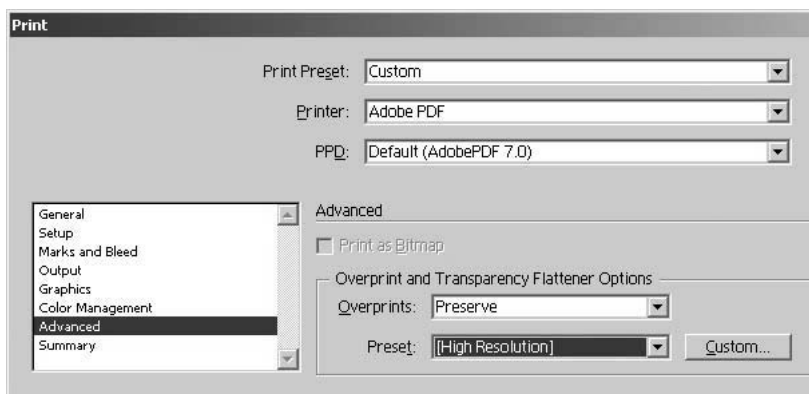 Print
Print Preset: Custom
Printer: Adobe PDF
PPD: Default (AdobePDF 7.0)
General
Setup
Marks and Bleed
Output
Graphics
Color Management
Advanced
Summary
Advanced
Print as Bitmap
Overprint and Transparency Flattener Options
Overprints: Preserve
Preset: [High Resolution] Custom...